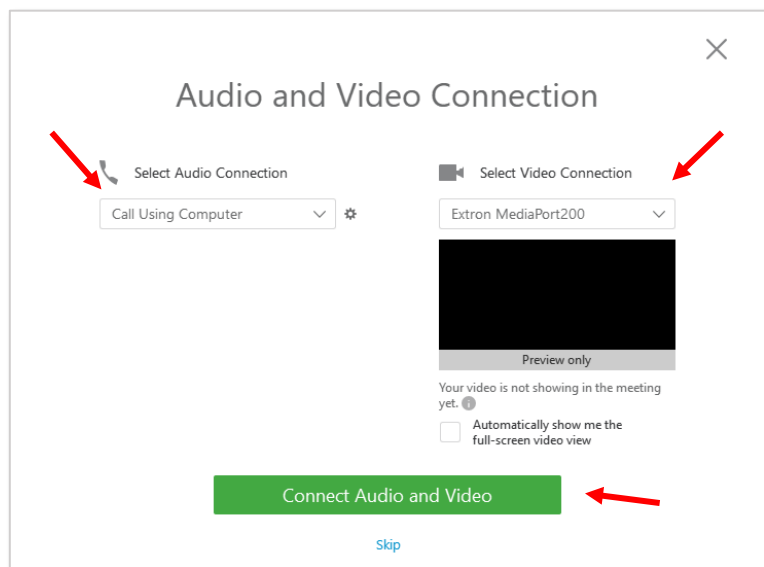 Audio and Video Connection
Select Audio Connection
Call Using Computer
Select Video Connection
Extron MediaPort200
Preview only
Your video is not showing in the meeting
yet.
Automatically show me the
full-screen video view
Connect Audio and Video
Skip